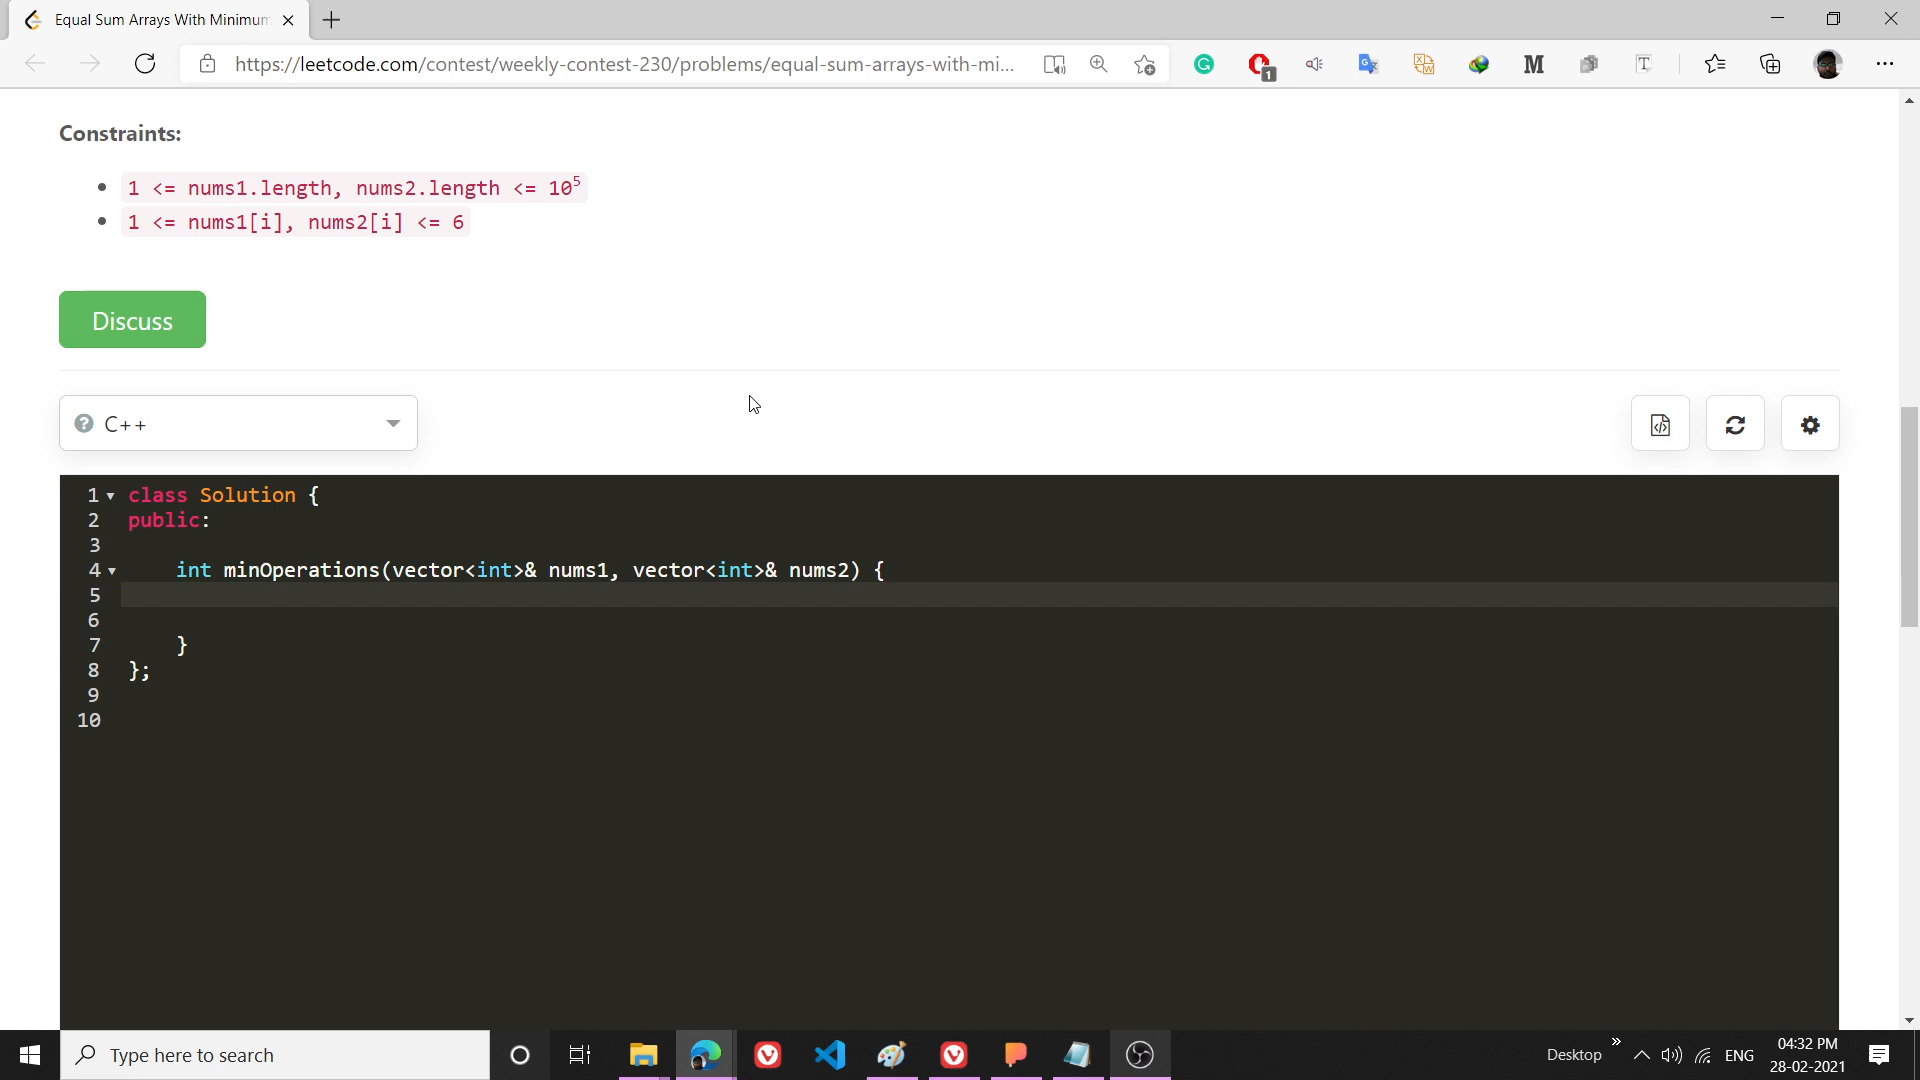 Equal Sum Arrays With Minimum
https://leetcode.com/contest/weekly-contest-230/problems/equal-sum-arrays-with-mi...
1
M
T
Constraints:
1 <= nums1.length, nums2.length <= 10⁵
1 <= nums1[i], nums2[i] <= 6
Discuss
? C++
1 class Solution {
2 public:
3
4 int minOperations(vector<int>& nums1, vector<int>& nums2) {
5
6
7 }
8 };
9
10
Type here to search
Desktop
ENG
04:32 PM
28-02-2021